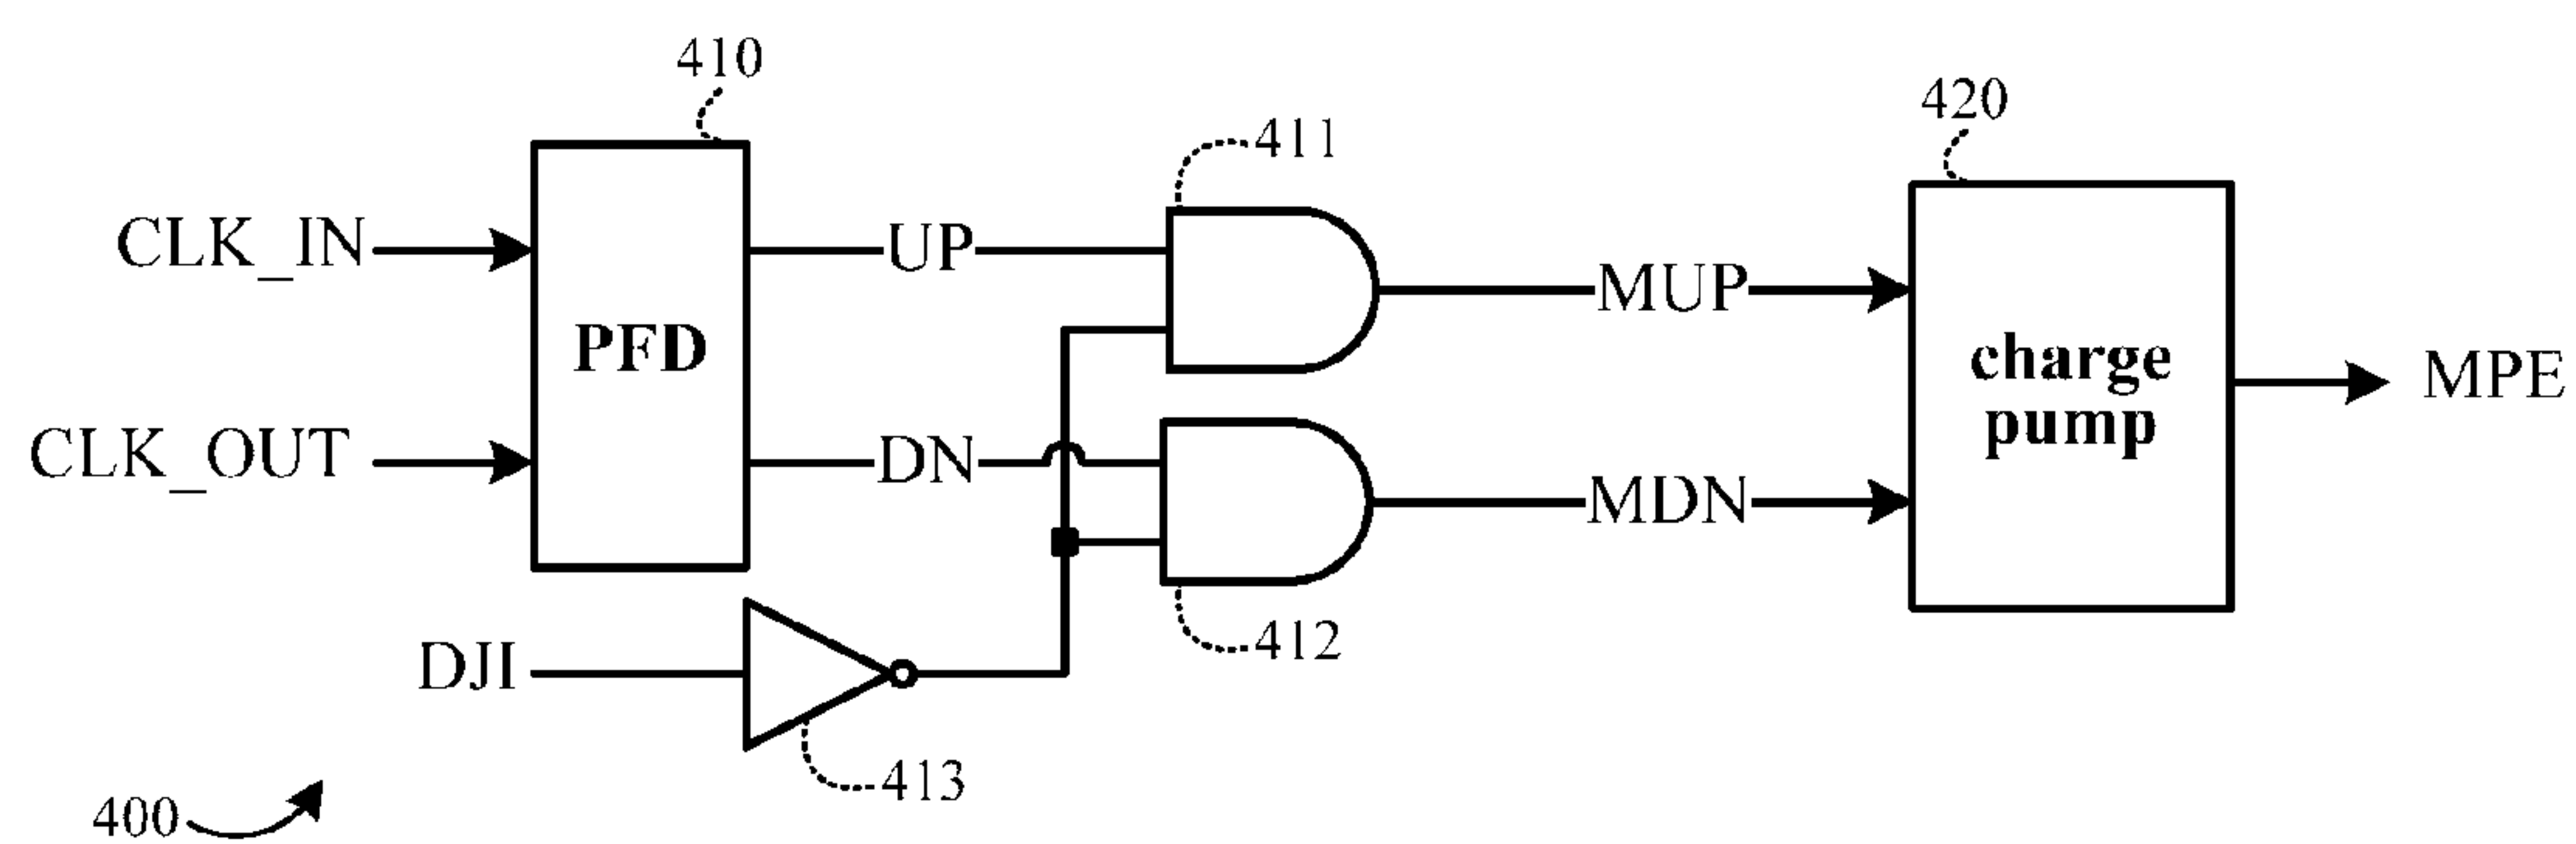 410
420
411
CLK_IN
UP
MUP
PFD
charge
pump
MPE
CLK_OUT
DN
MDN
412
DJI
413
400